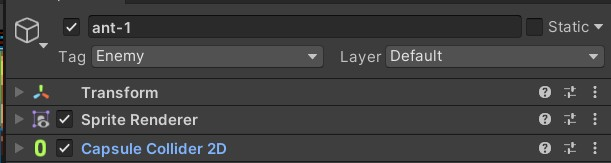 ant-1 Static
Tag Enemy Layer Default
Transform
Sprite Renderer
Capsule Collider 2D